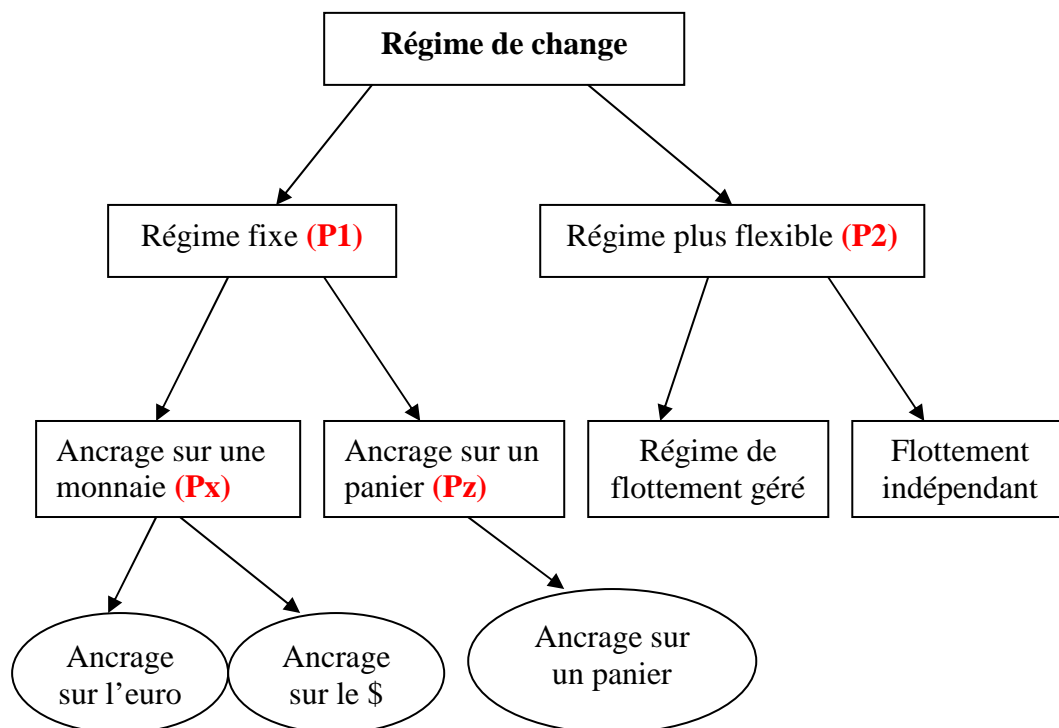 Régime de change
Régime fixe (P1)
Régime plus flexible (P2)
Ancrage sur une
monnaie (Px)
Ancrage sur un
panier (Pz)
Régime de
flottement géré
Flottement
indépendant
Ancrage
sur l’euro
Ancrage
sur le $
Ancrage sur
un panier